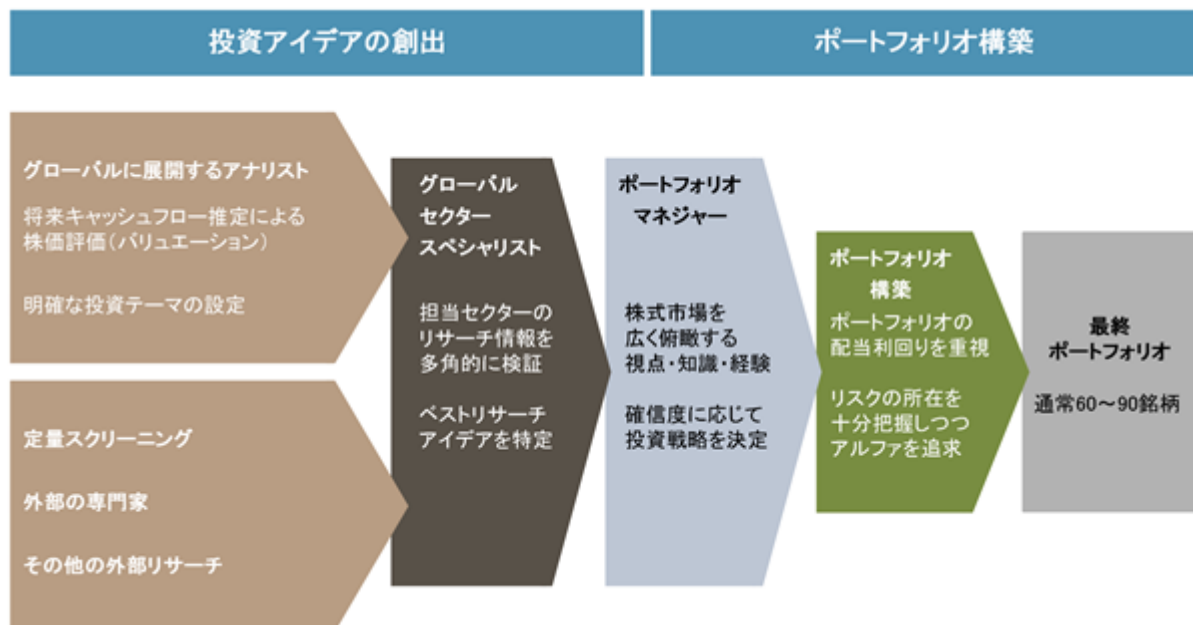 投資アイデアの創出
ポートフォリオ構築
グローバルに展開するアナリスト
将来キャッシュフロー推定による
株価評価(バリュエーション)
明確な投資テーマの設定
定量スクリーニング
外部の専門家
その他の外部リサーチ
グローバル
セクター
スペシャリスト
担当セクターの
リサーチ情報を
多角的に検証
ベストリサーチ
アイデアを特定
ポートフォリオ
マネジャー
株式市場を
広く俯瞰する
視点・知識・経験
確信度に応じて
投資戦略を決定
ポートフォリオ
構築
ポートフォリオの
配当利回りを重視
リスクの所在を
十分把握しつつ
アルファを追求
最終
ポートフォリオ
通常60～90銘柄